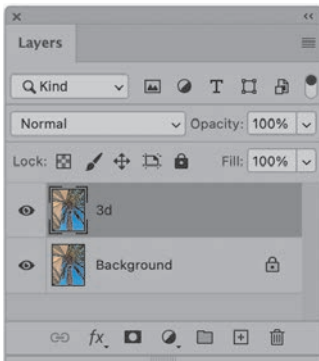 Layers
Kind
Normal Opacity: 100%
Lock: Fill: 100%
3d
Background
fx